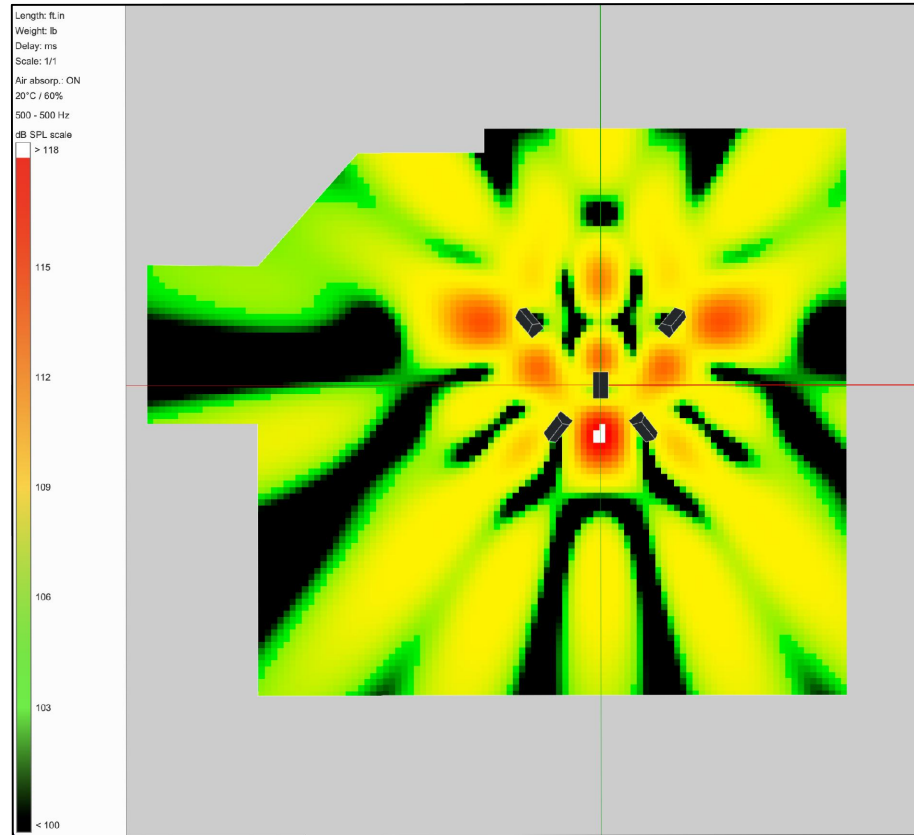 Length: ft.in
Weight: lb
Delay: ms
Scale: 1/1
Air absorp.: ON
20°C / 60%
500 - 500 Hz
dB SPL scale
> 118
115
112
109
106
103
< 100